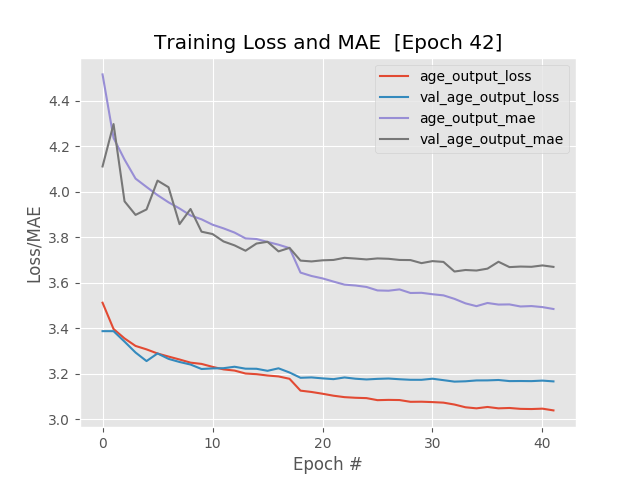 Training Loss and MAE [Epoch 42]
age_output_loss
val_age_output_loss
age_output_mae
val_age_output_mae
Loss/MAE
4.4
4.2
4.0
3.8
3.6
3.4
3.2
3.0
0
10
20
30
40
Epoch #